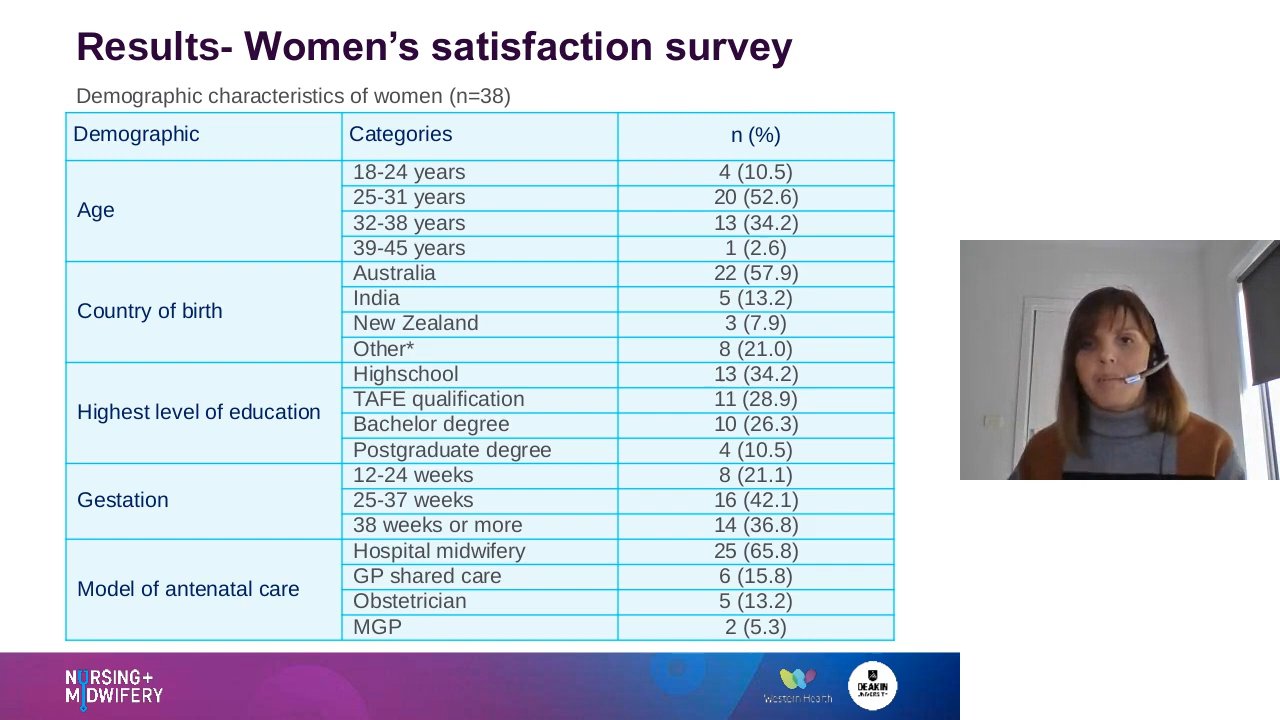 Results- Women’s satisfaction survey
Demographic characteristics of women (n=38)
Demographic Categories n (%)
Age
18-24 years 4 (10.5)
25-31 years 20 (52.6)
32-38 years 13 (34.2)
39-45 years 1 (2.6)
Country of birth
Australia 22 (57.9)
India 5 (13.2)
New Zealand 3 (7.9)
Other* 8 (21.0)
Highest level of education
Highschool 13 (34.2)
TAFE qualification 11 (28.9)
Bachelor degree 10 (26.3)
Postgraduate degree 4 (10.5)
Gestation
12-24 weeks 8 (21.1)
25-37 weeks 16 (42.1)
38 weeks or more 14 (36.8)
Model of antenatal care
Hospital midwifery 25 (65.8)
GP shared care 6 (15.8)
Obstetrician 5 (13.2)
MGP 2 (5.3)
NURSING+
MIDWIFERY
Western Health
DEAKIN
UNIVERSITY